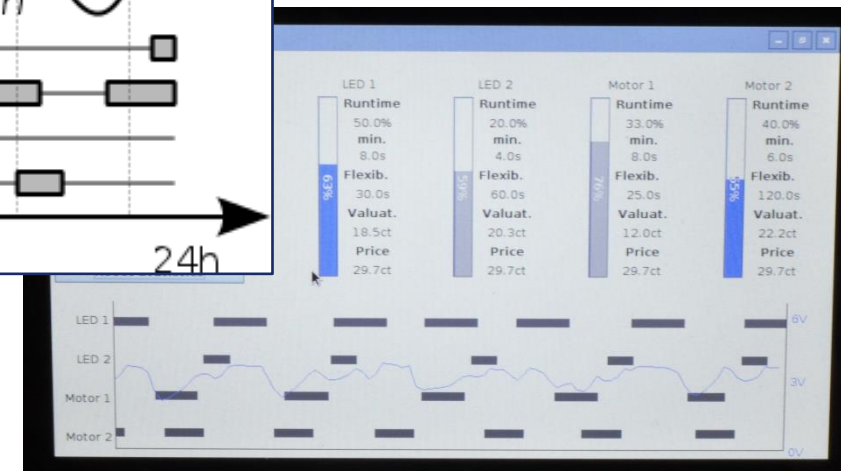 24h
LED 1 LED 2 Motor 1 Motor 2
Runtime Runtime Runtime Runtime
50.0% 20.0% 33.0% 40.0%
min. min. min. min.
8.0s 4.0s 8.0s 6.0s
63% Flexib. 59% Flexib. 76% Flexib. 55% Flexib.
30.0s 60.0s 25.0s 120.0s
Valuat. Valuat. Valuat. Valuat.
18.5ct 20.3ct 12.0ct 22.2ct
Price Price Price Price
29.7ct 29.7ct 29.7ct 29.7ct
LED 1 6V
LED 2
3V
Motor 1
Motor 2
0V